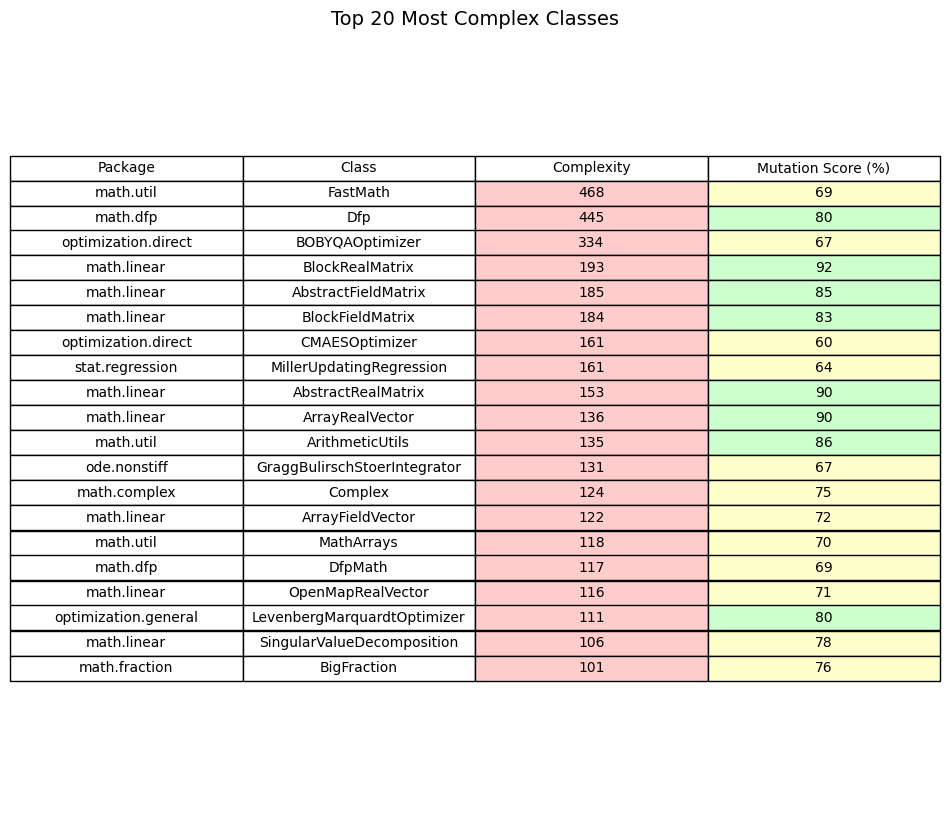 Top 20 Most Complex Classes
Package Class Complexity Mutation Score (%)
math.util FastMath 468 69
math.dfp Dfp 445 80
optimization.direct BOBYQAOptimizer 334 67
math.linear BlockRealMatrix 193 92
math.linear AbstractFieldMatrix 185 85
math.linear BlockFieldMatrix 184 83
optimization.direct CMAESOptimizer 161 60
stat.regression MillerUpdatingRegression 161 64
math.linear AbstractRealMatrix 153 90
math.linear ArrayRealVector 136 90
math.util ArithmeticUtils 135 86
ode.nonstiff GraggBulirschStoerIntegrator 131 67
math.complex Complex 124 75
math.linear ArrayFieldVector 122 72
math.util MathArrays 118 70
math.dfp DfpMath 117 69
math.linear OpenMapRealVector 116 71
optimization.general LevenbergMarquardtOptimizer 111 80
math.linear SingularValueDecomposition 106 78
math.fraction BigFraction 101 76